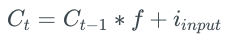 C_t = C_{t-1} * f + i_{input}